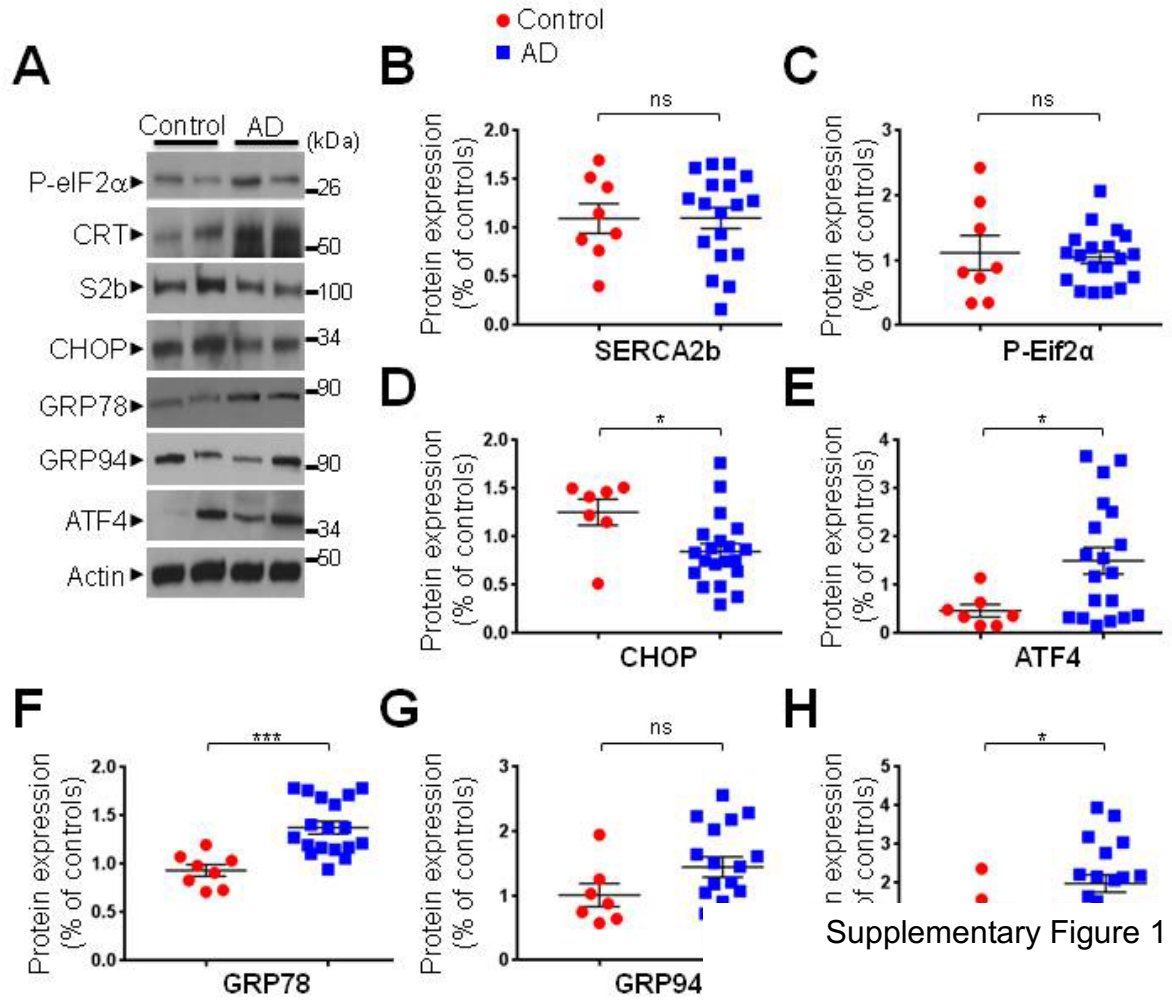 ● Control
■ AD
A
Control AD (kDa)
P-eIF2α
26
CRT
50
S2b
100
CHOP
34
GRP78
90
GRP94
90
ATF4
34
Actin
50
B
ns
Protein expression
(% of controls)
2.0
1.5
1.0
0.5
0.0
SERCA2b
C
ns
Protein expression
(% of controls)
3
2
1
0
P-Eif2α
D
*
Protein expression
(% of controls)
2.0
1.5
1.0
0.5
0.0
CHOP
E
*
Protein expression
(% of controls)
4
3
2
1
0
ATF4
F
***
Protein expression
(% of controls)
2.0
1.5
1.0
0.5
0.0
GRP78
G
ns
Protein expression
(% of controls)
3
2
1
0
GRP94
H
*
expression
of controls)
5
4
3
2
Supplementary Figure 1